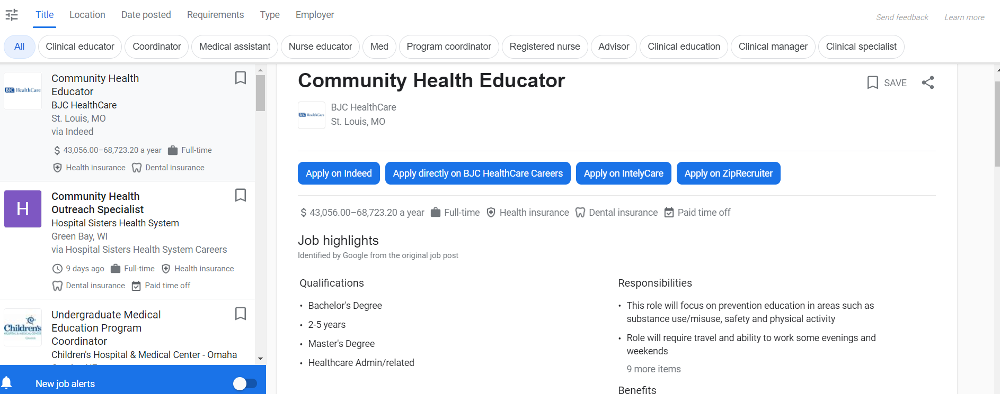 Title Location Date posted Requirements Type Employer
Send feedback Learn more
All Clinical educator Coordinator Medical assistant Nurse educator Med Program coordinator Registered nurse Advisor Clinical education Clinical manager Clinical specialist
BJC HealthCare
Community Health
Educator
BJC HealthCare
St. Louis, MO
via Indeed
43,056.00–68,723.20 a year Full-time
Health insurance Dental insurance
H
Community Health
Outreach Specialist
Hospital Sisters Health System
Green Bay, WI
via Hospital Sisters Health System Careers
9 days ago Full-time Health insurance
Dental insurance Paid time off
Children's
HOSPITAL & MEDICAL CENTER
Undergraduate Medical
Education Program
Coordinator
Children's Hospital & Medical Center - Omaha
New job alerts
Community Health Educator
SAVE
BJC HealthCare
BJC HealthCare
St. Louis, MO
Apply on Indeed Apply directly on BJC HealthCare Careers Apply on IntelyCare Apply on ZipRecruiter
$ 43,056.00–68,723.20 a year Full-time Health insurance Dental insurance Paid time off
Job highlights
Identified by Google from the original job post
Qualifications
• Bachelor's Degree
• 2-5 years
• Master's Degree
• Healthcare Admin/related
Responsibilities
• This role will focus on prevention education in areas such as
substance use/misuse, safety and physical activity
• Role will require travel and ability to work some evenings and
weekends
9 more items
Benefits